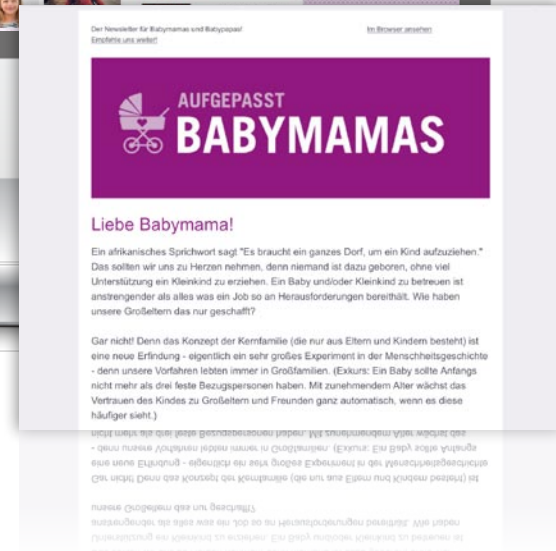 Der Newsletter für Babymamas und Babypapas!
Im Browser ansehen
Empfehle uns weiter!
AUFGEPASST
BABYMAMAS
Liebe Babymama!
Ein afrikanisches Sprichwort sagt "Es braucht ein ganzes Dorf, um ein Kind aufzuziehen."
Das sollten wir uns zu Herzen nehmen, denn niemand ist dazu geboren, ohne viel
Unterstützung ein Kleinkind zu erziehen. Ein Baby und/oder Kleinkind zu betreuen ist
anstrengender als alles was ein Job so an Herausforderungen bereithält. Wie haben
unsere Großeltern das nur geschafft?
Gar nicht! Denn das Konzept der Kernfamilie (die nur aus Eltern und Kindern besteht) ist
eine neue Erfindung - eigentlich ein sehr großes Experiment in der Menschheitsgeschichte
- denn unsere Vorfahren lebten immer in Großfamilien. (Exkurs: Ein Baby sollte Anfangs
nicht mehr als drei feste Bezugspersonen haben. Mit zunehmendem Alter wächst das
Vertrauen des Kindes zu Großeltern und Freunden ganz automatisch, wenn es diese
häufiger sieht.)